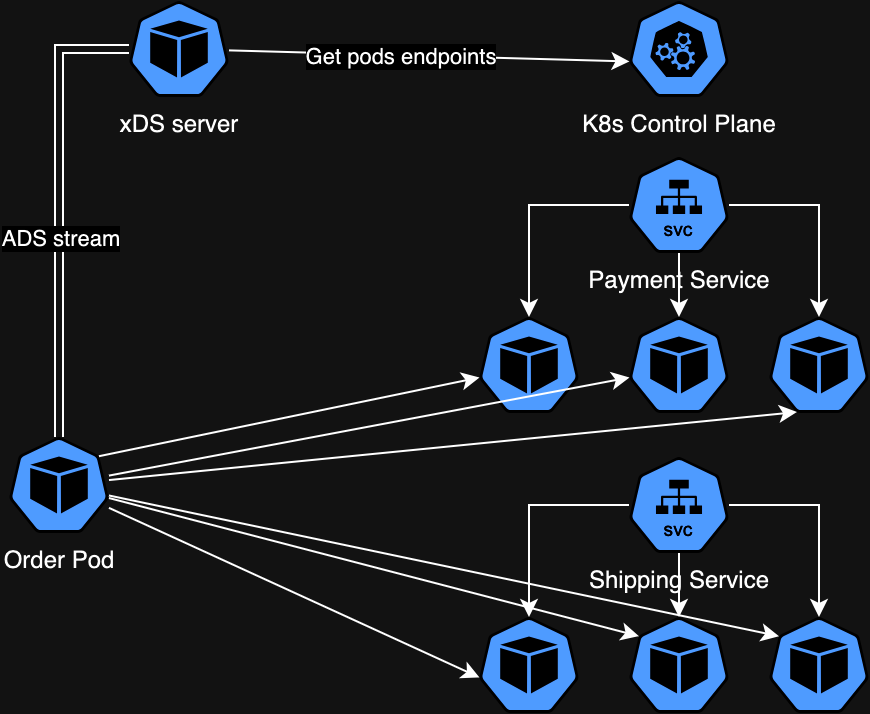 Get pods endpoints
xDS server
K8s Control Plane
SVC
ADS stream
Payment Service
SVC
Order Pod
Shipping Service